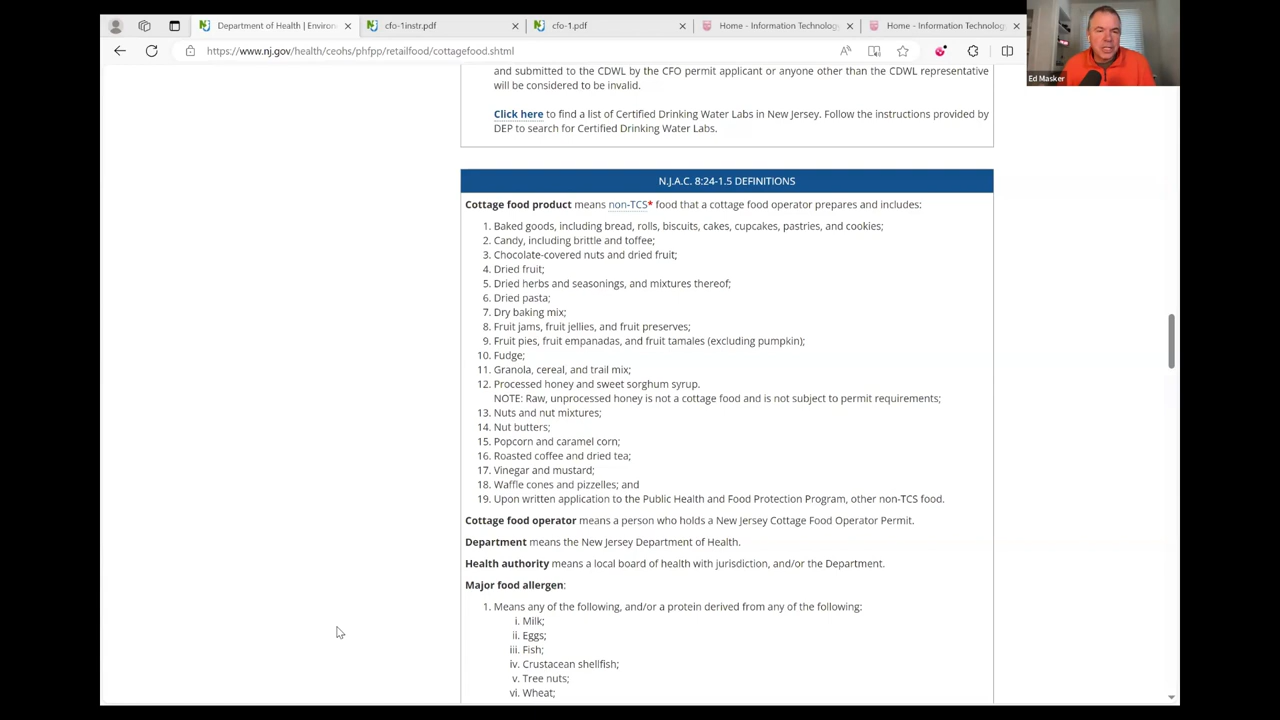 Department of Health | Environ
cfo-1instr.pdf
cfo-1.pdf
Home - Information Technology
Home - Information Technolog
https://www.nj.gov/health/ceohs/phfpp/retailfood/cottagefood.shtml
Ed Masker
and submitted to the CDWL by the CFO permit applicant or anyone other than the CDWL representative
will be considered to be invalid.
Click here to find a list of Certified Drinking Water Labs in New Jersey. Follow the instructions provided by
DEP to search for Certified Drinking Water Labs.
N.J.A.C. 8:24-1.5 DEFINITIONS
Cottage food product means non-TCS* food that a cottage food operator prepares and includes:
1. Baked goods, including bread, rolls, biscuits, cakes, cupcakes, pastries, and cookies;
2. Candy, including brittle and toffee;
3. Chocolate-covered nuts and dried fruit;
4. Dried fruit;
5. Dried herbs and seasonings, and mixtures thereof;
6. Dried pasta;
7. Dry baking mix;
8. Fruit jams, fruit jellies, and fruit preserves;
9. Fruit pies, fruit empanadas, and fruit tamales (excluding pumpkin);
10. Fudge;
11. Granola, cereal, and trail mix;
12. Processed honey and sweet sorghum syrup.
NOTE: Raw, unprocessed honey is not a cottage food and is not subject to permit requirements;
13. Nuts and nut mixtures;
14. Nut butters;
15. Popcorn and caramel corn;
16. Roasted coffee and dried tea;
17. Vinegar and mustard;
18. Waffle cones and pizzelles; and
19. Upon written application to the Public Health and Food Protection Program, other non-TCS food.
Cottage food operator means a person who holds a New Jersey Cottage Food Operator Permit.
Department means the New Jersey Department of Health.
Health authority means a local board of health with jurisdiction, and/or the Department.
Major food allergen:
1. Means any of the following, and/or a protein derived from any of the following:
i. Milk;
ii. Eggs;
iii. Fish;
iv. Crustacean shellfish;
v. Tree nuts;
vi. Wheat;